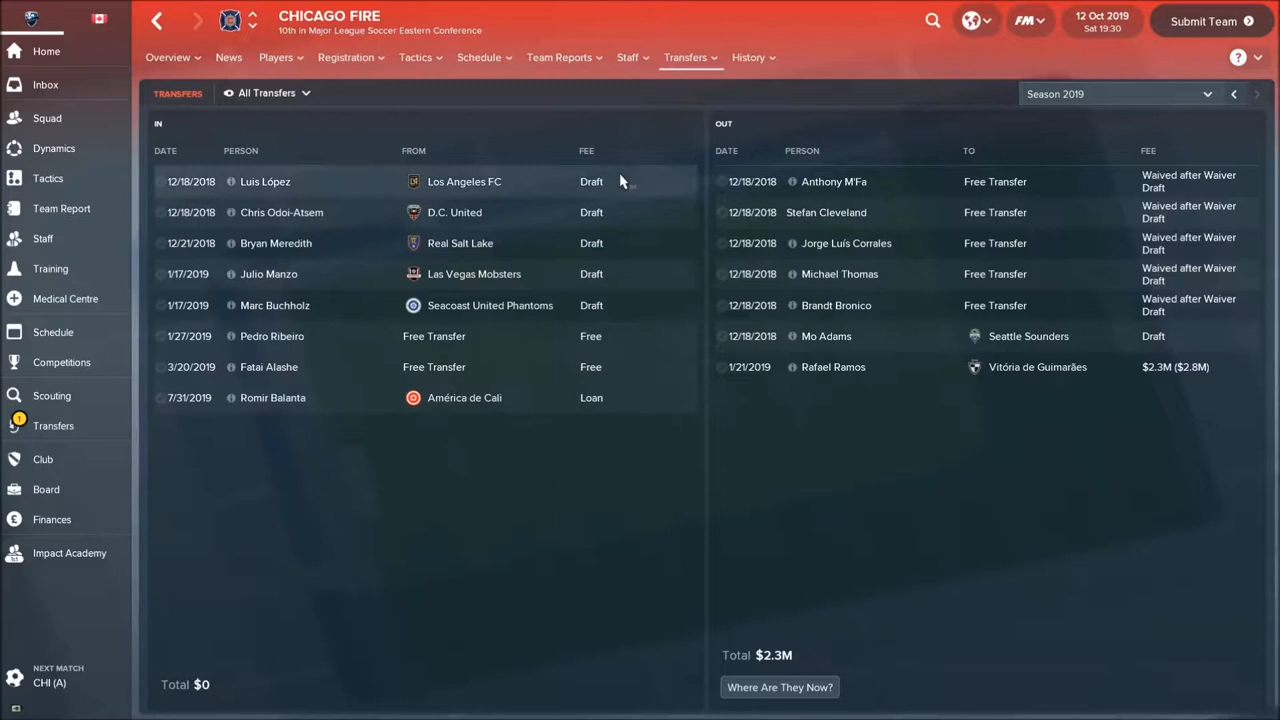 CHICAGO FIRE
10th in Major League Soccer Eastern Conference
FM
12 Oct 2019
Sat 19:30
Submit Team
Home
Overview
News
Players
Registration
Tactics
Schedule
Team Reports
Staff
Transfers
History
?
Inbox
Squad
Dynamics
Tactics
Team Report
Staff
Training
Medical Centre
Schedule
Competitions
Scouting
1
Transfers
Club
Board
£
Finances
Impact Academy
NEXT MATCH
CHI (A)
TRANSFERS
All Transfers
Season 2019
IN
DATE PERSON FROM FEE
12/18/2018 Luis López Los Angeles FC Draft
12/18/2018 Chris Odoi-Atsem D.C. United Draft
12/21/2018 Bryan Meredith Real Salt Lake Draft
1/17/2019 Julio Manzo Las Vegas Mobsters Draft
1/17/2019 Marc Buchholz Seacoast United Phantoms Draft
1/27/2019 Pedro Ribeiro Free Transfer Free
3/20/2019 Fatai Alashe Free Transfer Free
7/31/2019 Romir Balanta América de Cali Loan
Total $0
OUT
DATE PERSON TO FEE
12/18/2018 Anthony M'Fa Free Transfer Waived after Waiver
Draft
12/18/2018 Stefan Cleveland Free Transfer Waived after Waiver
Draft
12/18/2018 Jorge Luís Corrales Free Transfer Waived after Waiver
Draft
12/18/2018 Michael Thomas Free Transfer Waived after Waiver
Draft
12/18/2018 Brandt Bronico Free Transfer Waived after Waiver
Draft
12/18/2018 Mo Adams Seattle Sounders Draft
1/21/2019 Rafael Ramos Vitória de Guimarães $2.3M ($2.8M)
Total $2.3M
Where Are They Now?